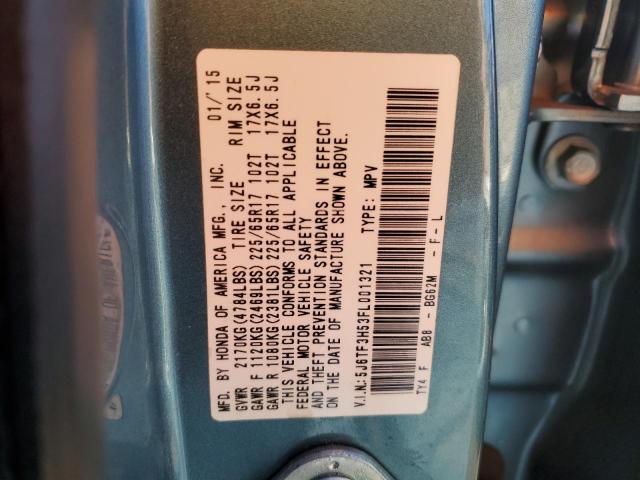 MFD. BY HONDA OF AMERICA MFG., INC. 01/'15
GVWR 2170KG(4784LBS) TIRE SIZE RIM SIZE
GAWR F 1120KG(2469LBS) 225/65R17 102T 17X6.5J
GAWR R 1080KG(2381LBS) 225/65R17 102T 17X6.5J
THIS VEHICLE CONFORMS TO ALL APPLICABLE
FEDERAL MOTOR VEHICLE SAFETY
AND THEFT PREVENTION STANDARDS IN EFFECT
ON THE DATE OF MANUFACTURE SHOWN ABOVE.
V.I.N:5J6TF3H53FL001321 TYPE: MPV
TY4 F AB8 - BG62M - F-L